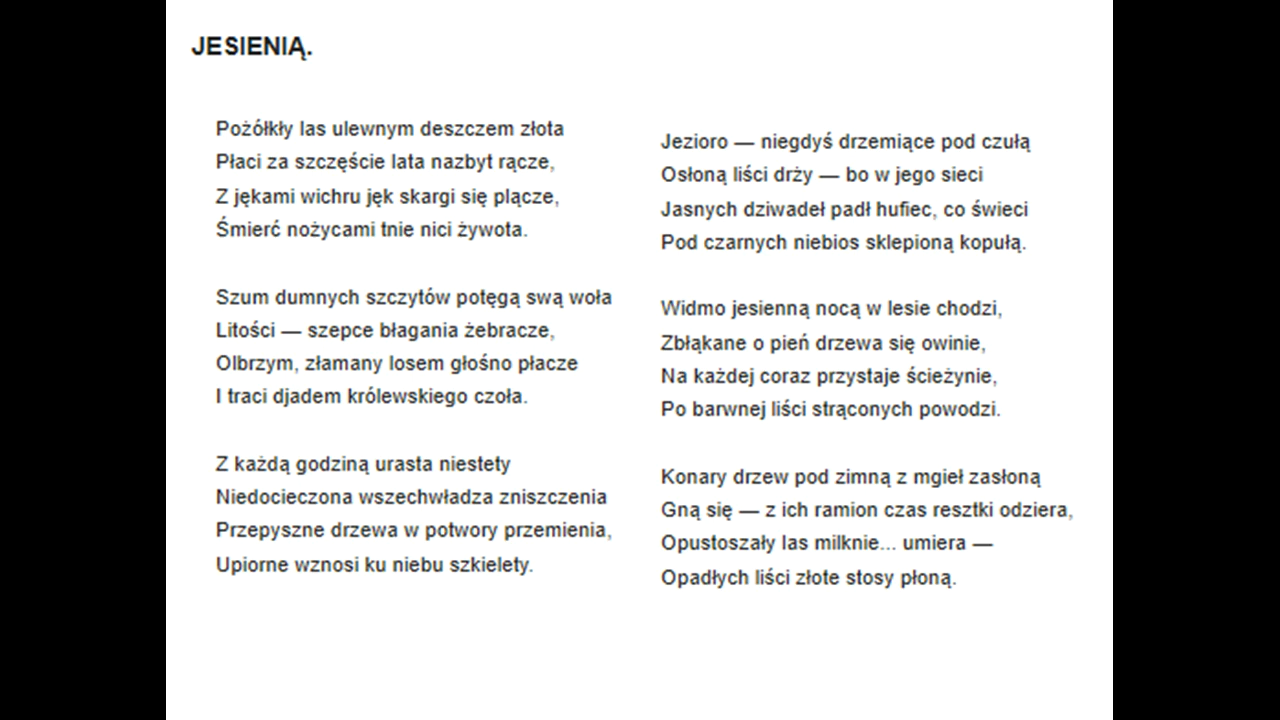 JESIENIĄ.
Pożółkły las ulewnym deszczem złota
Płaci za szczęście lata nazbyt rącze,
Z jękami wichru jęk skargi się plącze,
Śmierć nożycami tnie nici żywota.
Szum dumnych szczytów potęgą swą woła
Litości — szepce błagania żebracze,
Olbrzym, złamany losem głośno płacze
I traci djadem królewskiego czoła.
Z każdą godziną urasta niestety
Niedocieczona wszechwładza zniszczenia
Przepyszne drzewa w potwory przemienia,
Upiorne wznosi ku niebu szkielety.
Jezioro — niegdyś drzemiące pod czułą
Osłoną liści drży — bo w jego sieci
Jasnych dziwadeł padł hufiec, co świeci
Pod czarnych niebios sklepioną kopułą.
Widmo jesienną nocą w lesie chodzi,
Zbłąkane o pień drzewa się owinie,
Na każdej coraz przystaje ścieżynie,
Po barwnej liści strąconych powodzi.
Konary drzew pod zimną z mgieł zasłoną
Gną się — z ich ramion czas resztki odziera,
Opustoszały las milknie... umiera —
Opadłych liści złote stosy płoną.